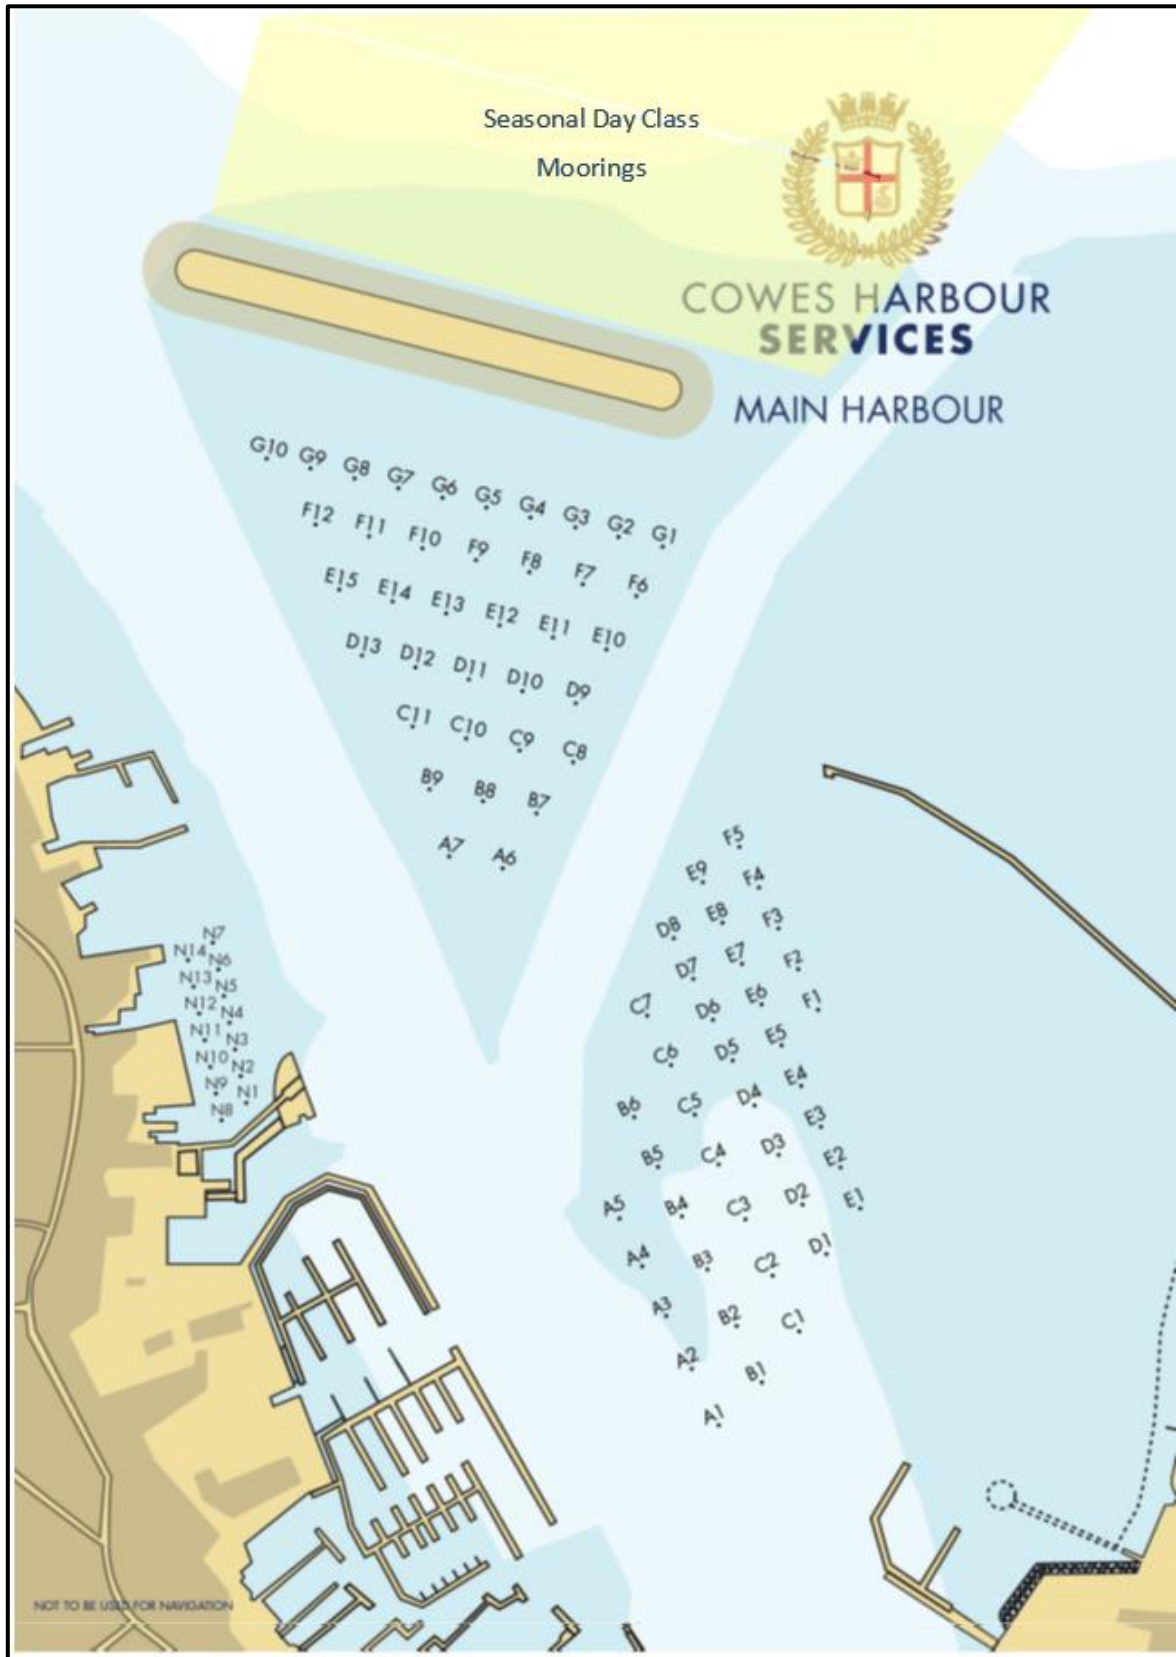 Seasonal Day Class
Moorings
COWES HARBOUR
SERVICES
MAIN HARBOUR
G10 G9 G8 G7 G6 G5 G4 G3 G2 G1
F12 F11 F10 F9 F8 F7 F6
E15 E14 E13 E12 E11 E10
D13 D12 D11 D10 D9
C11 C10 C9 C8
B9 B8 B7
A7 A6
F5
E9 F4
D8 E8 F3
D7 E7 F2
C7 D6 E6 F1
C6 D5 E5
B6 C5 D4 E4
B5 C4 D3 E3
A5 B4 C3 D2 E2
A4 B3 C2 D1 E1
A3 B2 C1
A2 B1
A1
N7
N14 N6
N13 N5
N12 N4
N11 N3
N10 N2
N9 N1
N8
NOT TO BE USED FOR NAVIGATION